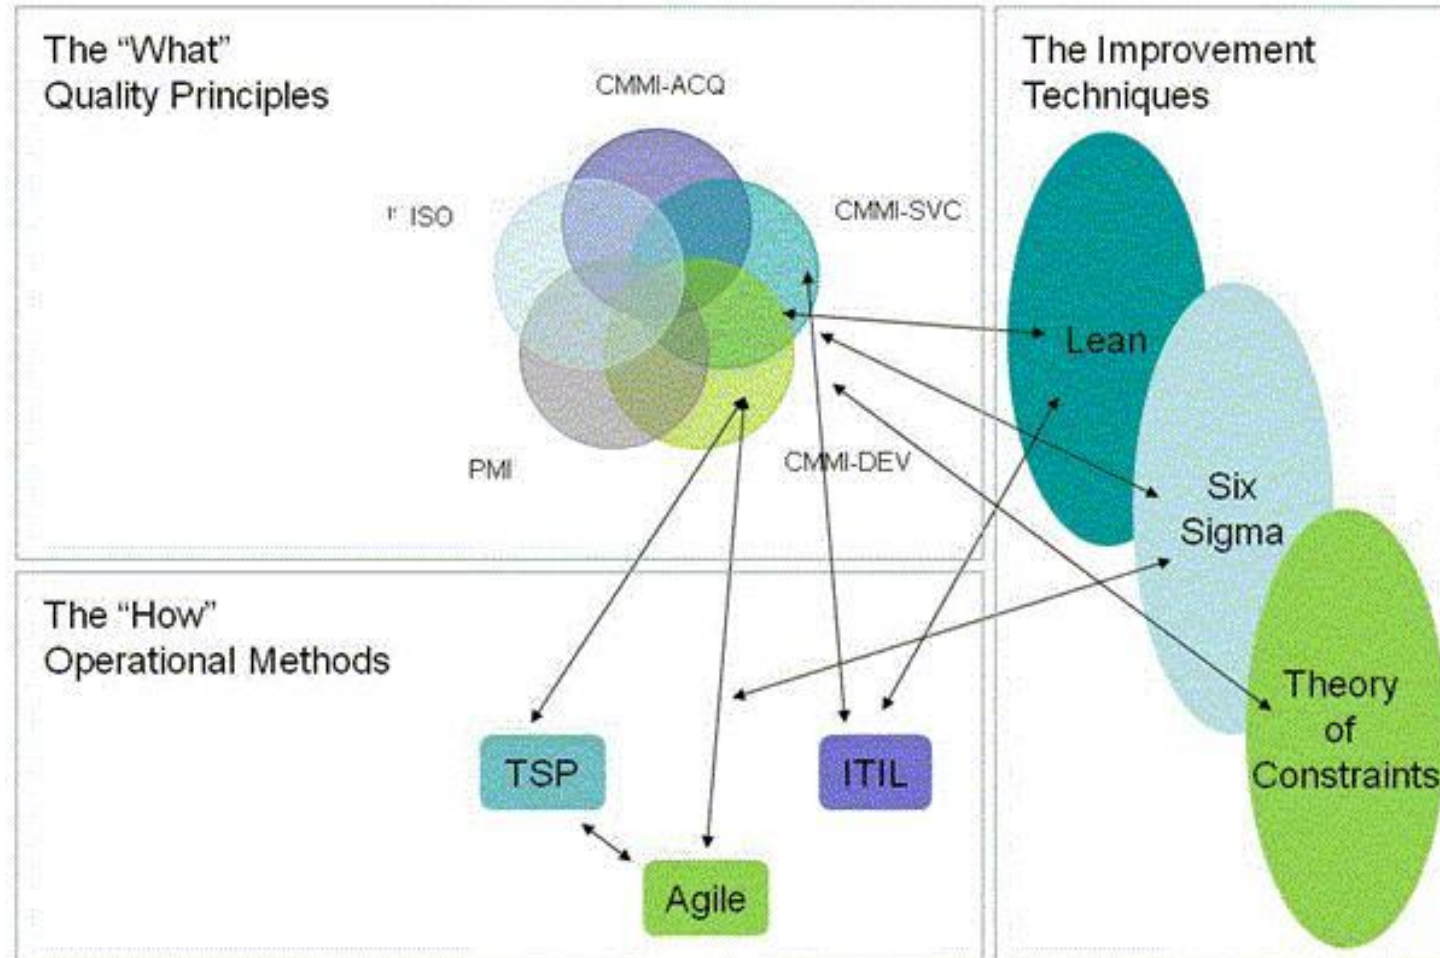 The “What”
Quality Principles
CMMI-ACQ
ISO
CMMI-SVC
PMI
CMMI-DEV
The Improvement
Techniques
Lean
Six
Sigma
Theory
of
Constraints
The “How”
Operational Methods
TSP
ITIL
Agile